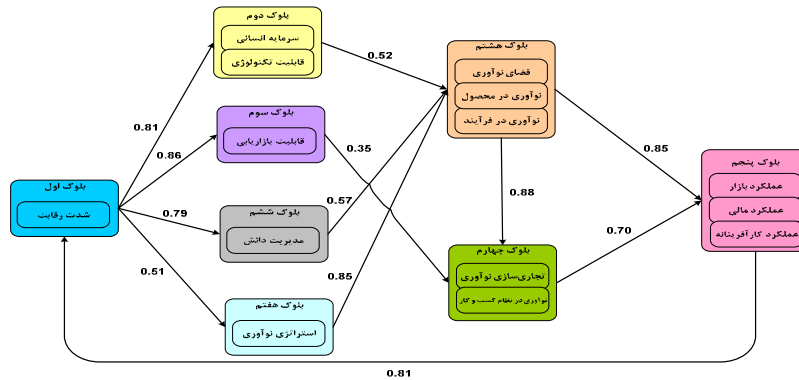 بلوک دوم
سرمایه انسانی
قابلیت تکنولوژی
بلوک هشتم
فضای نوآوری
نوآوری در محصول
نوآوری در فرآیند
بلوک سوم
قابلیت بازاریابی
بلوک پنجم
عملکرد بازار
عملکرد مالی
عملکرد کارآفرینانه
بلوک اول
شدت رقابت
بلوک ششم
مدیریت دانش
بلوک چهارم
تجاری‌سازی نوآوری
نوآوری در نظام کسب و کار
بلوک هفتم
استراتژی نوآوری
0.52
0.81
0.86
0.35
0.85
0.79
0.57
0.88
0.70
0.51
0.85
0.81